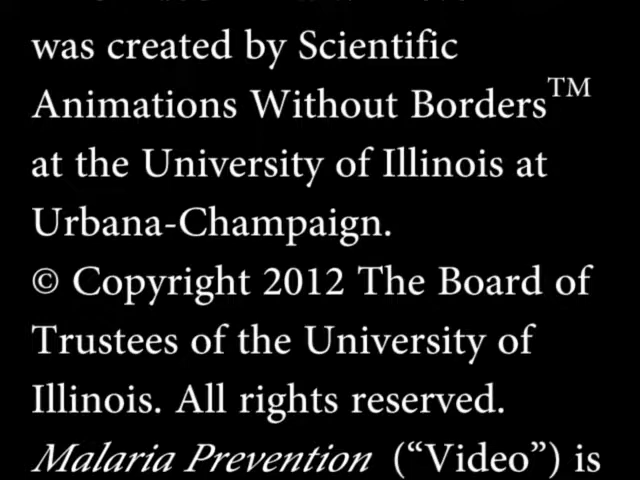 was created by Scientific
Animations Without Borders™
at the University of Illinois at
Urbana-Champaign.
© Copyright 2012 The Board of
Trustees of the University of
Illinois. All rights reserved.
Malaria Prevention (“Video”) is